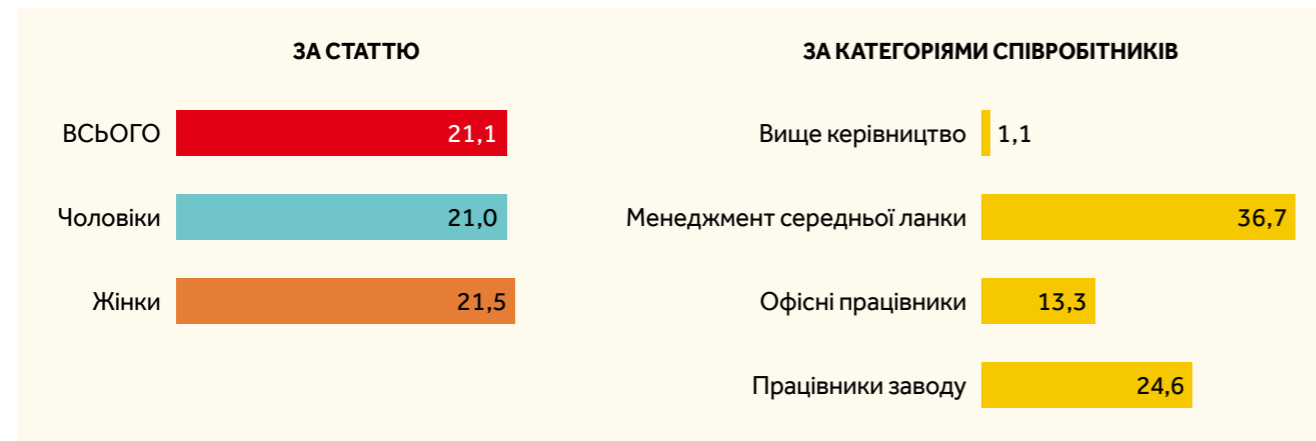 ЗА СТАТТЮ
ВСЬОГО 21,1
Чоловіки 21,0
Жінки 21,5
ЗА КАТЕГОРІЯМИ СПІВРОБІТНИКІВ
Вище керівництво 1,1
Менеджмент середньої ланки 36,7
Офісні працівники 13,3
Працівники заводу 24,6